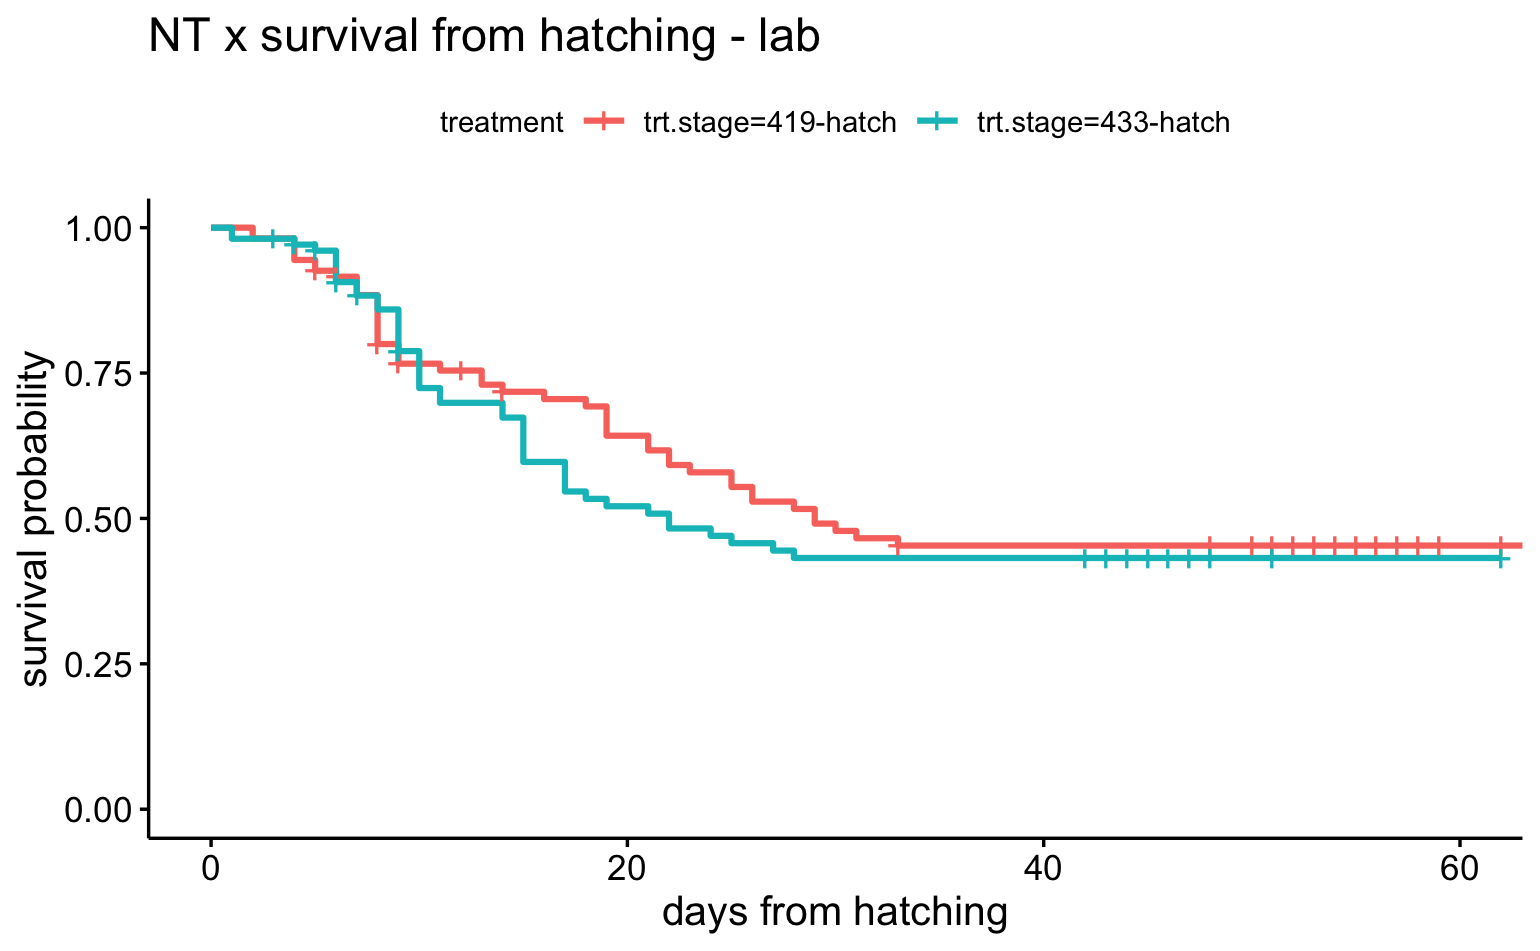 NT x survival from hatching - lab
treatment trt.stage=419-hatch trt.stage=433-hatch
survival probability
1.00
0.75
0.50
0.25
0.00
0 20 40 60
days from hatching